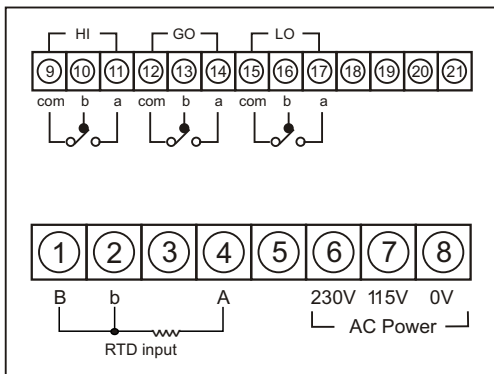 HI GO LO
9 10 11 12 13 14 15 16 17 18 19 20 21
com b a com b a com b a
1 2 3 4 5 6 7 8
B b A 230V 115V 0V
AC Power
RTD input